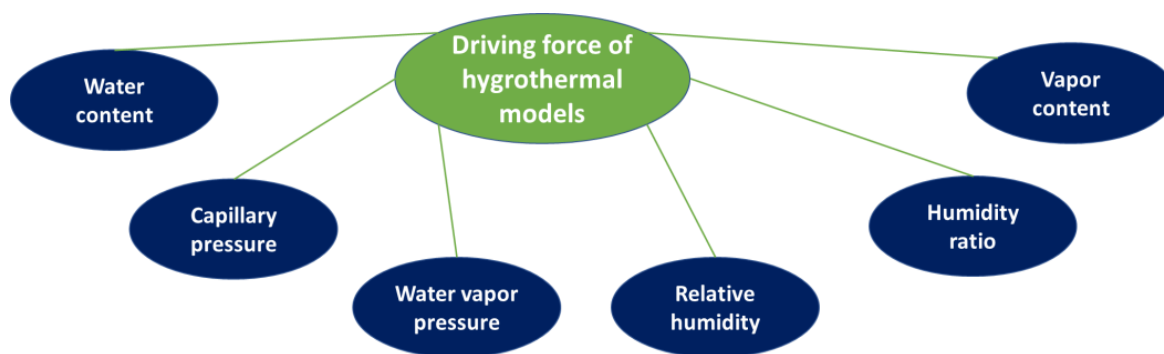 Driving force of
hygrothermal
models
Water
content
Vapor
content
Capillary
pressure
Humidity
ratio
Water vapor
pressure
Relative
humidity